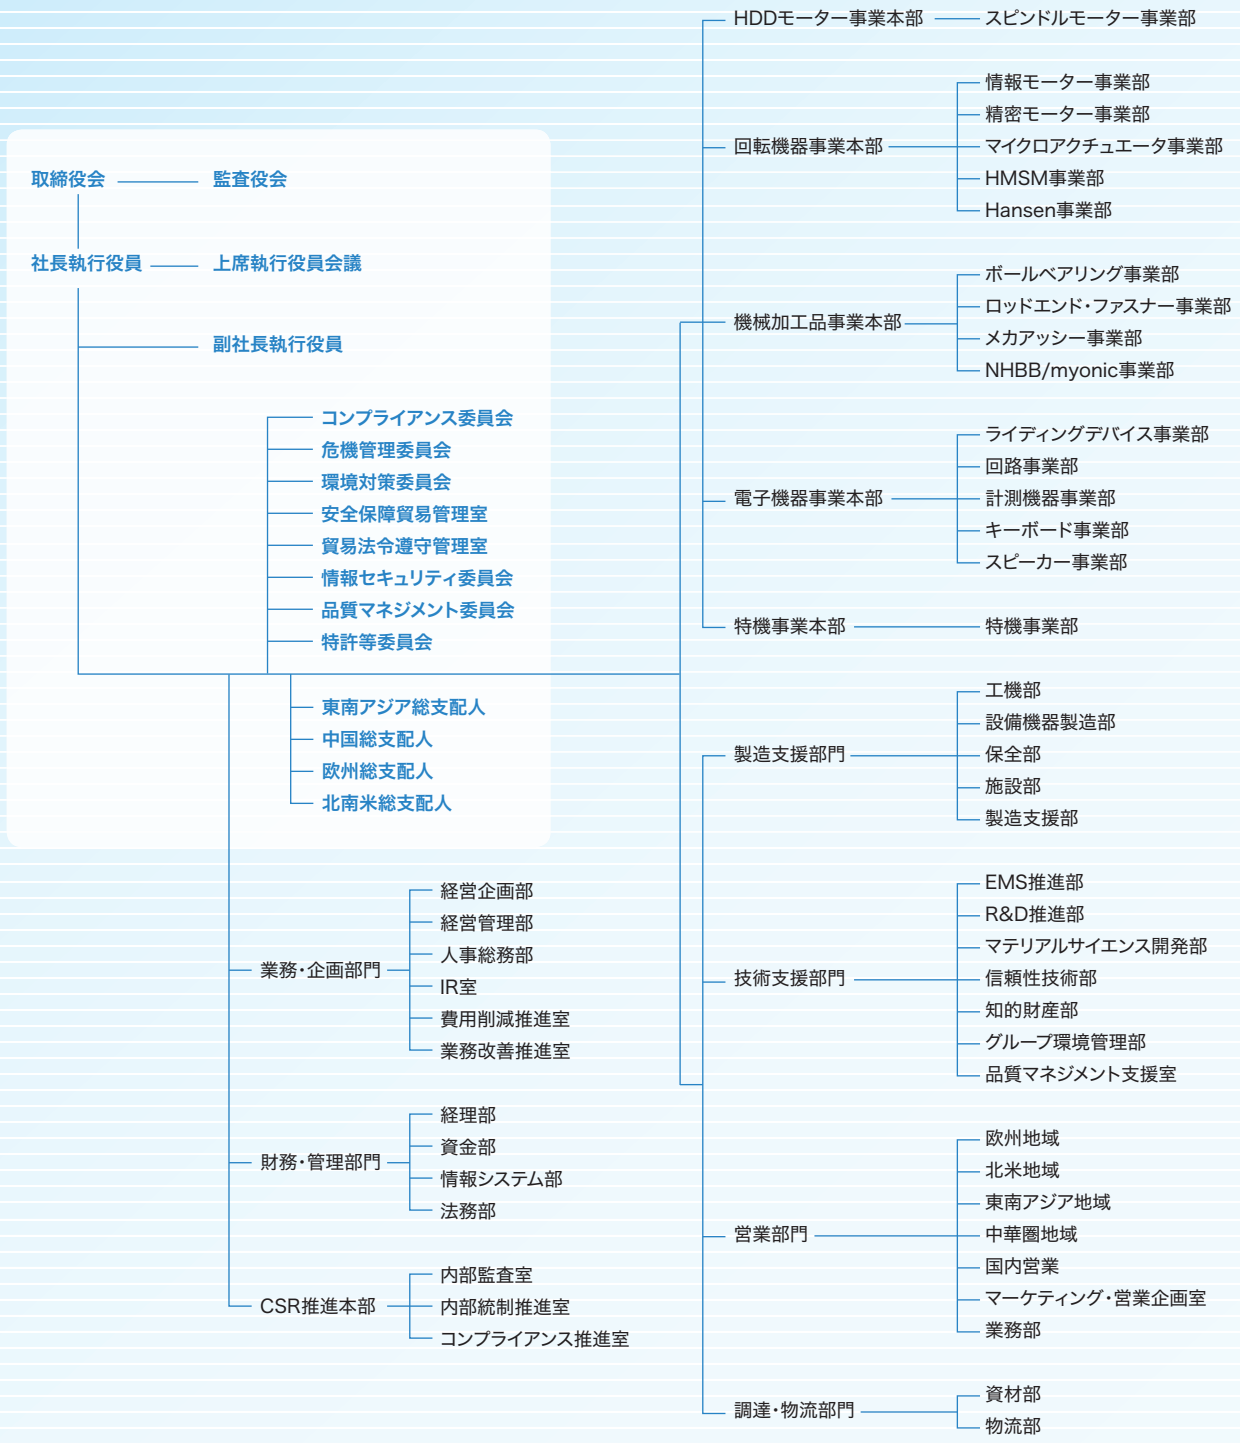 取締役会
監査役会
社長執行役員
上席執行役員会議
副社長執行役員
コンプライアンス委員会
危機管理委員会
環境対策委員会
安全保障貿易管理室
貿易法令遵守管理室
情報セキュリティ委員会
品質マネジメント委員会
特許等委員会
東南アジア総支配人
中国総支配人
欧州総支配人
北南米総支配人
業務・企画部門
経営企画部
経営管理部
人事総務部
IR室
費用削減推進室
業務改善推進室
財務・管理部門
経理部
資金部
情報システム部
法務部
CSR推進本部
内部監査室
内部統制推進室
コンプライアンス推進室
HDDモーター事業本部
スピンドルモーター事業部
回転機器事業本部
情報モーター事業部
精密モーター事業部
マイクロアクチュエータ事業部
HMSM事業部
Hansen事業部
機械加工品事業本部
ボールベアリング事業部
ロッドエンド・ファスナー事業部
メカアッシー事業部
NHBB/myonic事業部
電子機器事業本部
ライティングデバイス事業部
回路事業部
計測機器事業部
キーボード事業部
スピーカー事業部
特機事業本部
特機事業部
製造支援部門
工機部
設備機器製造部
保全部
施設部
製造支援部
技術支援部門
EMS推進部
R&D推進部
マテリアルサイエンス開発部
信頼性技術部
知的財産部
グループ環境管理部
品質マネジメント支援室
営業部門
欧州地域
北米地域
東南アジア地域
中華圏地域
国内営業
マーケティング・営業企画室
業務部
調達・物流部門
資材部
物流部